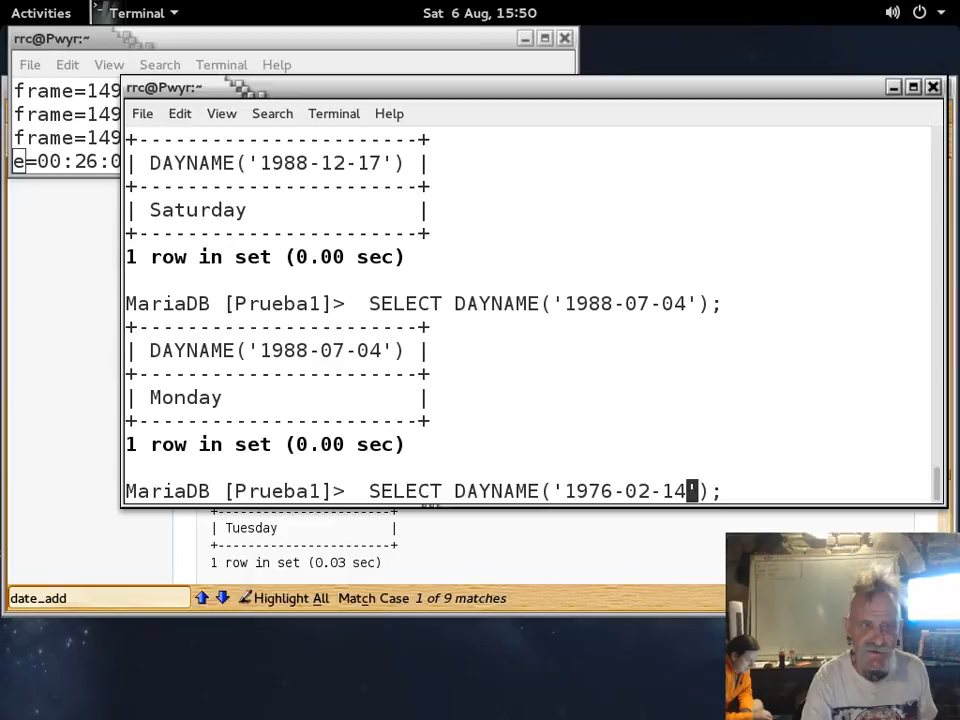 Activities Terminal Sat 6 Aug, 15:50
rrc@Pwyr:~
File Edit View Search Terminal Help
frame=149
frame=149
frame=149
e=00:26:0
rrc@Pwyr:~
File Edit View Search Terminal Help
+-----------------------+
| DAYNAME('1988-12-17') |
+-----------------------+
| Saturday              |
+-----------------------+
1 row in set (0.00 sec)
MariaDB [Prueba1]>  SELECT DAYNAME('1988-07-04');
+-----------------------+
| DAYNAME('1988-07-04') |
+-----------------------+
| Monday                |
+-----------------------+
1 row in set (0.00 sec)
MariaDB [Prueba1]>  SELECT DAYNAME('1976-02-14');
+-----------------------+
| Tuesday               |
+-----------------------+
1 row in set (0.03 sec)
date_add Highlight All Match Case 1 of 9 matches